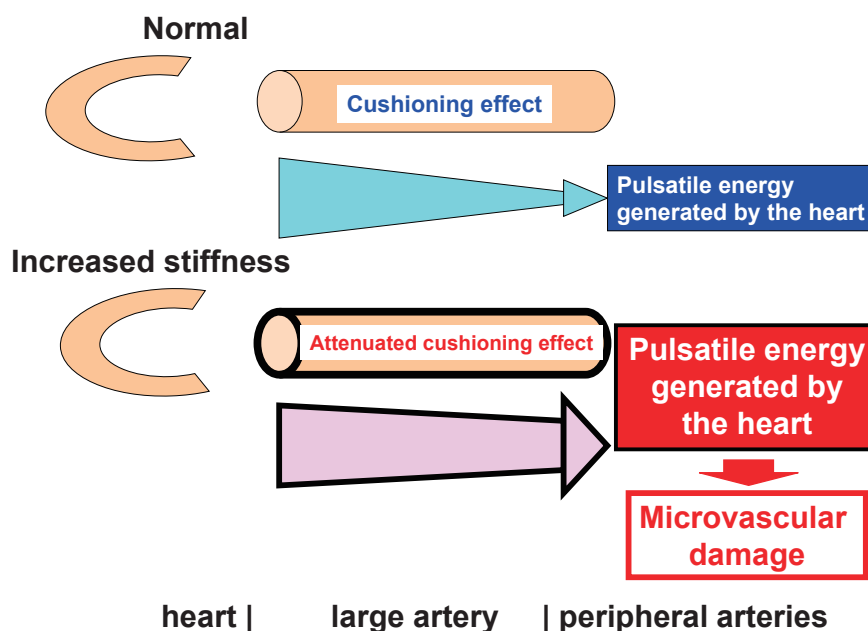 Normal
Cushioning effect
Pulsatile energy
generated by the heart
Increased stiffness
Attenuated cushioning effect
Pulsatile energy
generated by
the heart
Microvascular
damage
heart | large artery | peripheral arteries